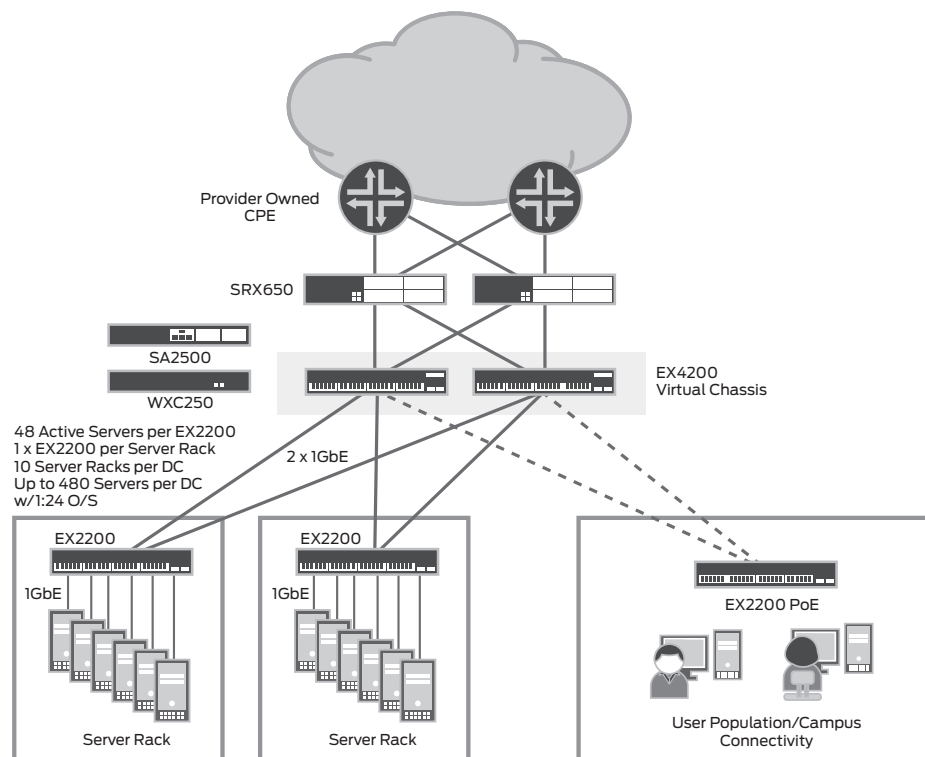 Provider Owned
CPE
SRX650
SA2500
WXC250
EX4200
Virtual Chassis
48 Active Servers per EX2200
1 x EX2200 per Server Rack
10 Server Racks per DC
Up to 480 Servers per DC
w/1:24 O/S
2 x 1GbE
EX2200
1GbE
Server Rack
EX2200
1GbE
Server Rack
EX2200 PoE
User Population/Campus
Connectivity